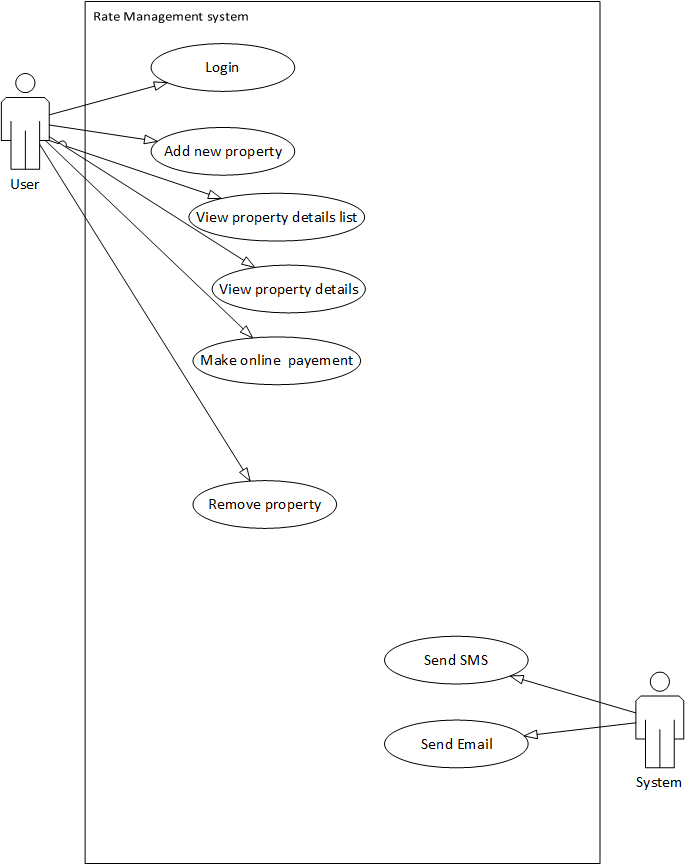 Rate Management system
Login
User
Add new property
View property details list
View property details
Make online  payement
Remove property
Send SMS
Send Email
System